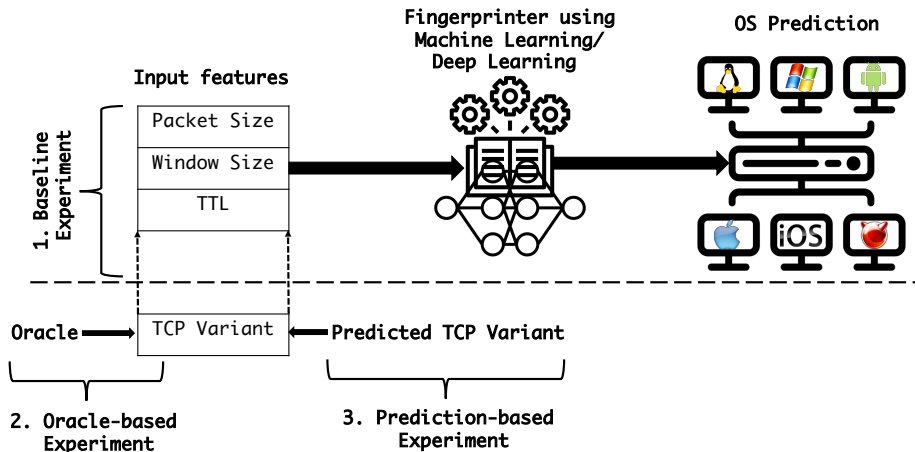 Fingerprinter using
Machine Learning/
Deep Learning
OS Prediction
Input features
1. Baseline
Experiment
Packet Size
Window Size
TTL
iOS
Oracle
TCP Variant
Predicted TCP Variant
2. Oracle-based
Experiment
3. Prediction-based
Experiment